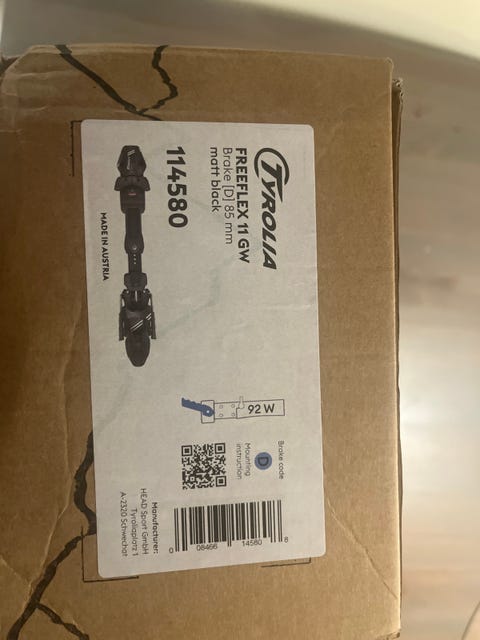 TYROLIA
FREEFLEX 11 GW
Brake [D] 85 mm
matt black
114580
MADE IN AUSTRIA
92 W
Brake code
D
Mounting
instruction
0 08466 14580 8
Manufacturer:
HEAD Sport GmbH
Tyroliaplatz 1
A-2320 Schwechat